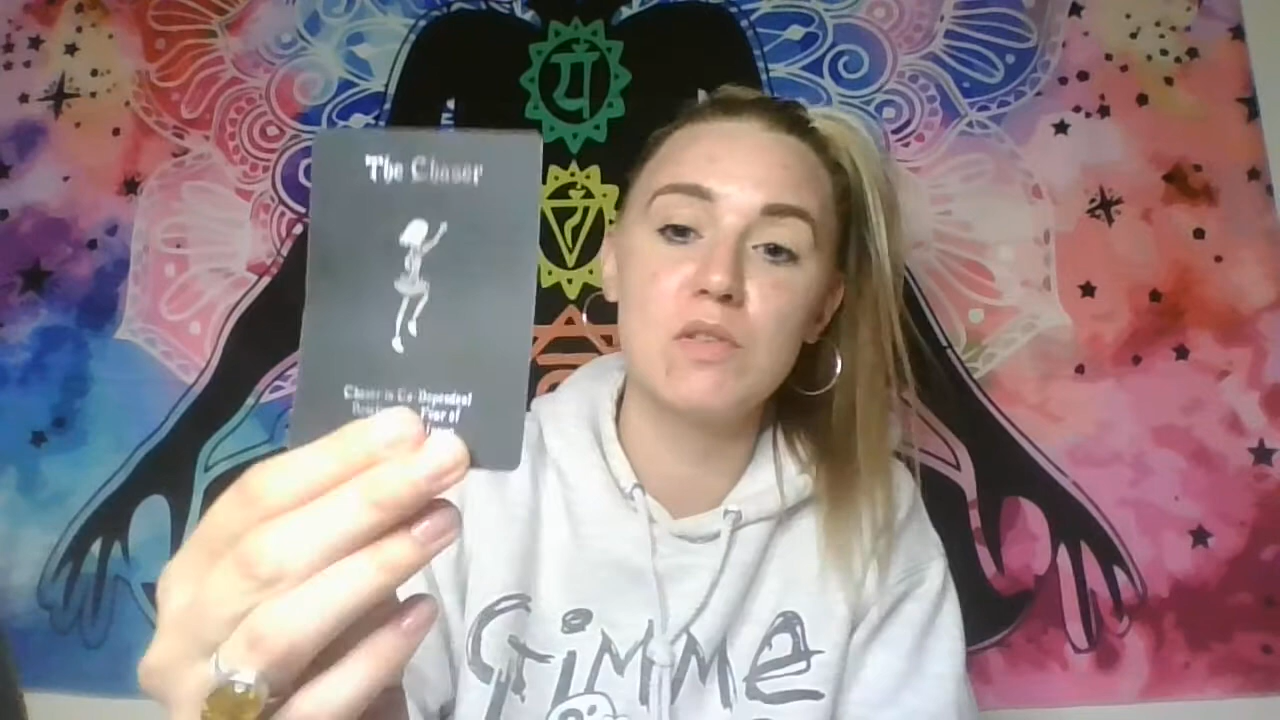 The Chaser
Chaser is Co-Dependent
Fear of
GiMMe